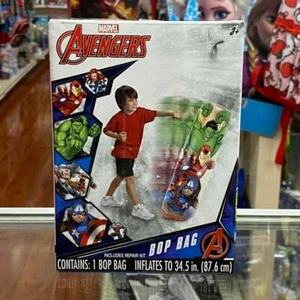 MARVEL
AVENGERS
3+
INCLUDES REPAIR KIT
BOP BAG
CONTAINS: 1 BOP BAG INFLATES TO 34.5 in. (87.6 cm)